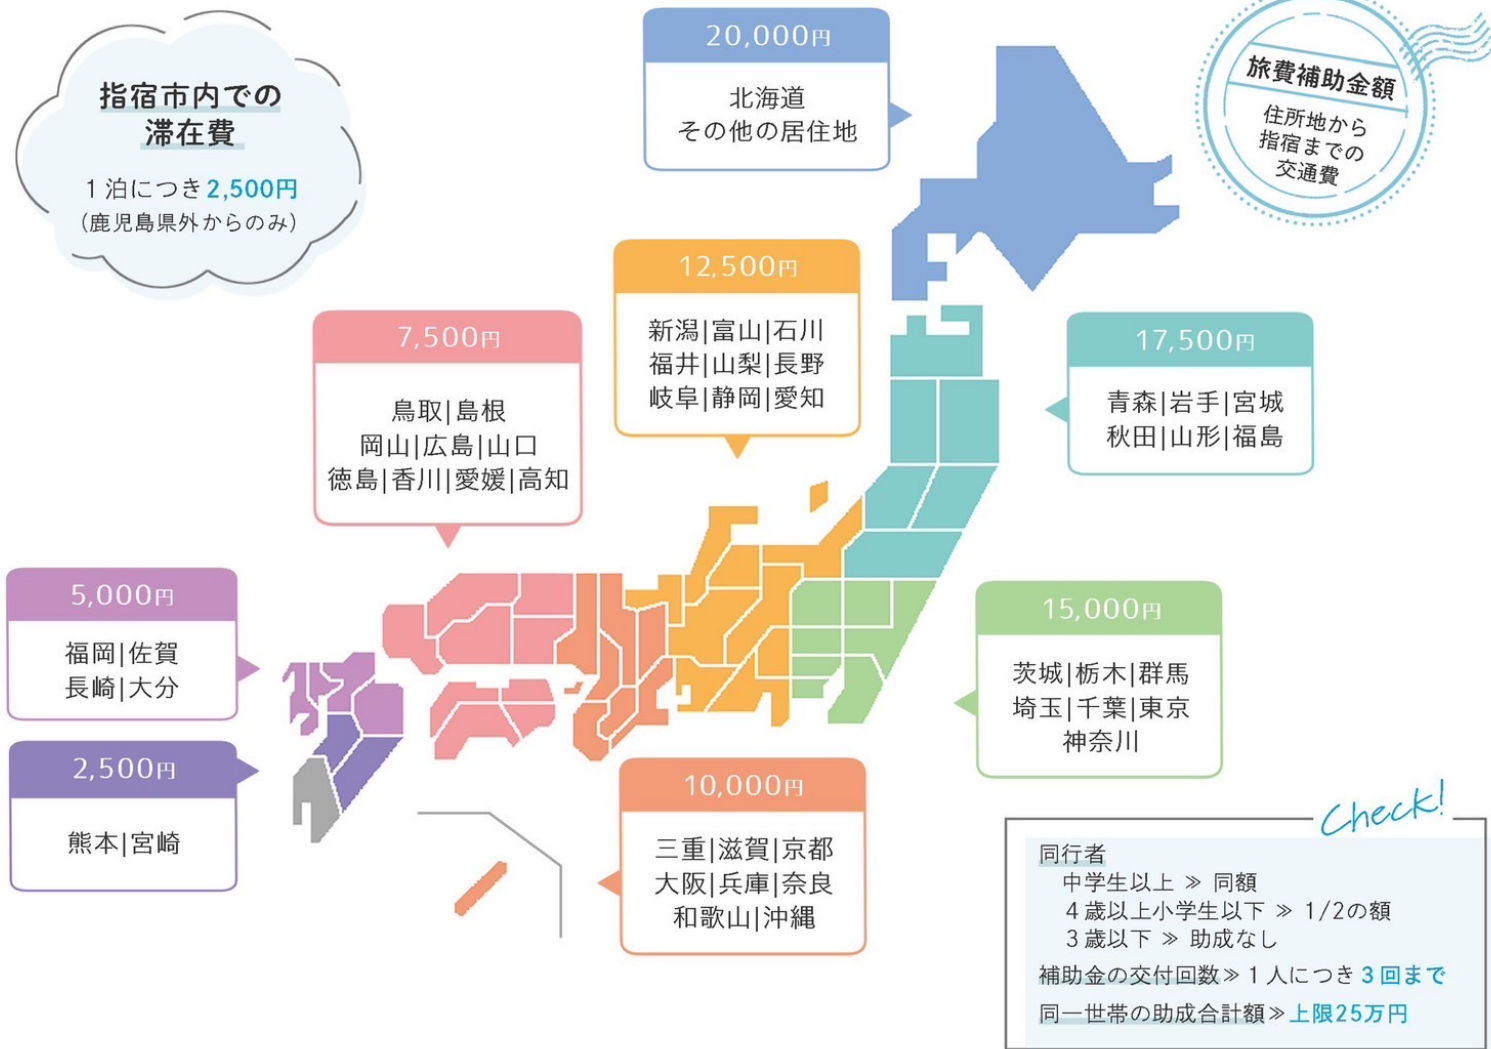 指宿市内での
滞在費
1泊につき2,500円
(鹿児島県外からのみ)
20,000円
北海道
その他の居住地
旅費補助金額
住所地から
指宿までの
交通費
12,500円
新潟|富山|石川
福井|山梨|長野
岐阜|静岡|愛知
7,500円
鳥取|島根
岡山|広島|山口
徳島|香川|愛媛|高知
17,500円
青森|岩手|宮城
秋田|山形|福島
5,000円
福岡|佐賀
長崎|大分
15,000円
茨城|栃木|群馬
埼玉|千葉|東京
神奈川
2,500円
熊本|宮崎
10,000円
三重|滋賀|京都
大阪|兵庫|奈良
和歌山|沖縄
Check!
同行者
中学生以上 ≫ 同額
4歳以上小学生以下 ≫ 1/2の額
3歳以下 ≫ 助成なし
補助金の交付回数≫1人につき3回まで
同一世帯の助成合計額≫上限25万円